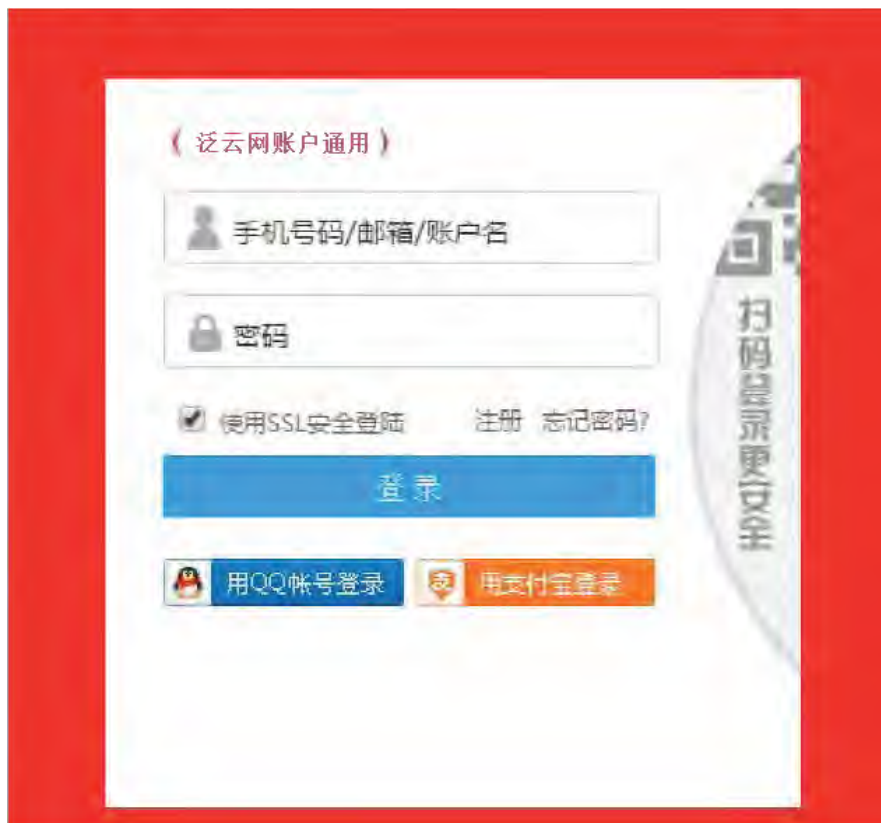 （泛云网账户通用）
手机号码/邮箱/账户名
密码
使用SSL安全登陆 注册 忘记密码?
登录
用QQ帐号登录 用支付宝登录
扫码登录更安全